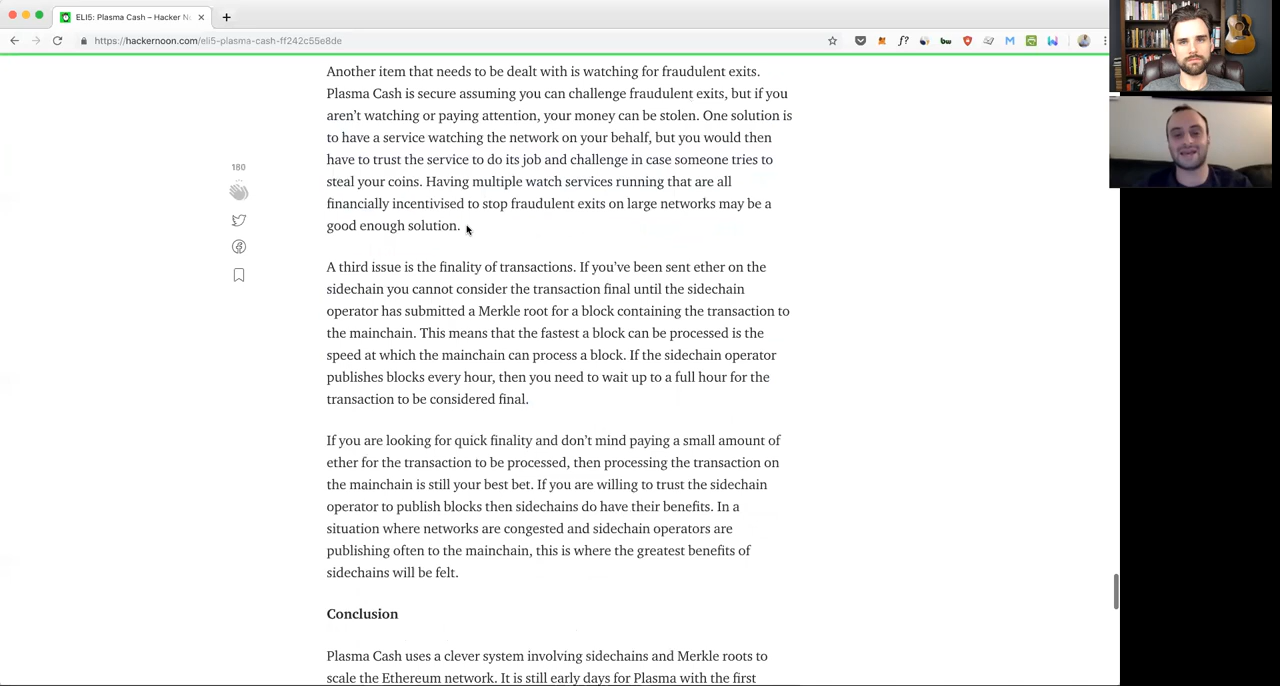 ELI5: Plasma Cash – Hacker N
https://hackernoon.com/eli5-plasma-cash-ff242c55e8de
Another item that needs to be dealt with is watching for fraudulent exits.
Plasma Cash is secure assuming you can challenge fraudulent exits, but if you
aren’t watching or paying attention, your money can be stolen. One solution is
to have a service watching the network on your behalf, but you would then
have to trust the service to do its job and challenge in case someone tries to
steal your coins. Having multiple watch services running that are all
financially incentivised to stop fraudulent exits on large networks may be a
good enough solution.
180
A third issue is the finality of transactions. If you’ve been sent ether on the
sidechain you cannot consider the transaction final until the sidechain
operator has submitted a Merkle root for a block containing the transaction to
the mainchain. This means that the fastest a block can be processed is the
speed at which the mainchain can process a block. If the sidechain operator
publishes blocks every hour, then you need to wait up to a full hour for the
transaction to be considered final.
If you are looking for quick finality and don’t mind paying a small amount of
ether for the transaction to be processed, then processing the transaction on
the mainchain is still your best bet. If you are willing to trust the sidechain
operator to publish blocks then sidechains do have their benefits. In a
situation where networks are congested and sidechain operators are
publishing often to the mainchain, this is where the greatest benefits of
sidechains will be felt.
Conclusion
Plasma Cash uses a clever system involving sidechains and Merkle roots to
scale the Ethereum network. It is still early days for Plasma with the first